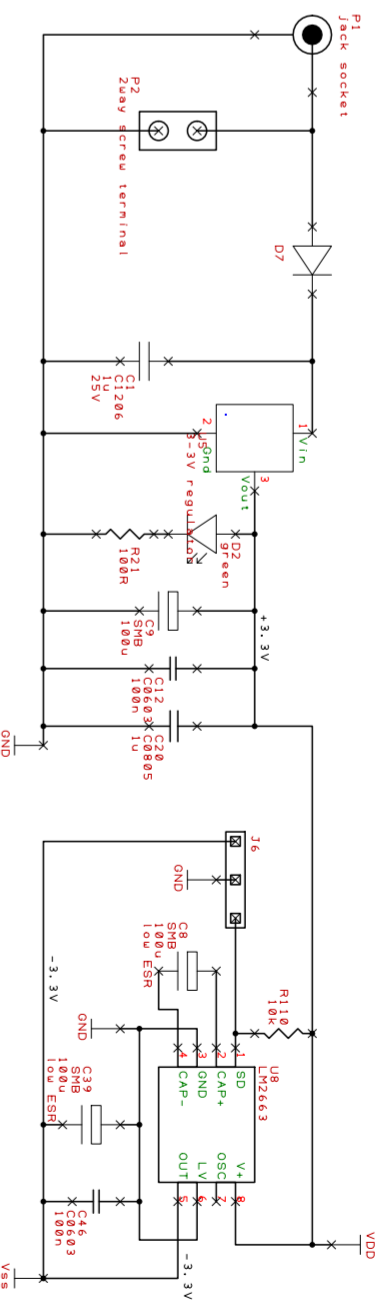 P1
jack socket
P2
2way screw terminal
D7
C1
C1206
1u
25V
1
Vin
2
Gnd
J5
3-3V regulator
3
Vout
D2
green
R21
100R
C9
SMB
100u
+3.3V
C12
C0603
100n
C20
C0805
1u
GND
J6
GND
-3.3V
C8
SMB
100u
low ESR
R110
10k
U8
LM2663
1
SD
2
CAP+
3
GND
4
CAP-
V+
8
OSC
7
LV
6
OUT
5
GND
C39
SMB
100u
low ESR
C46
C0603
100n
-3.3V
VDD
Vss